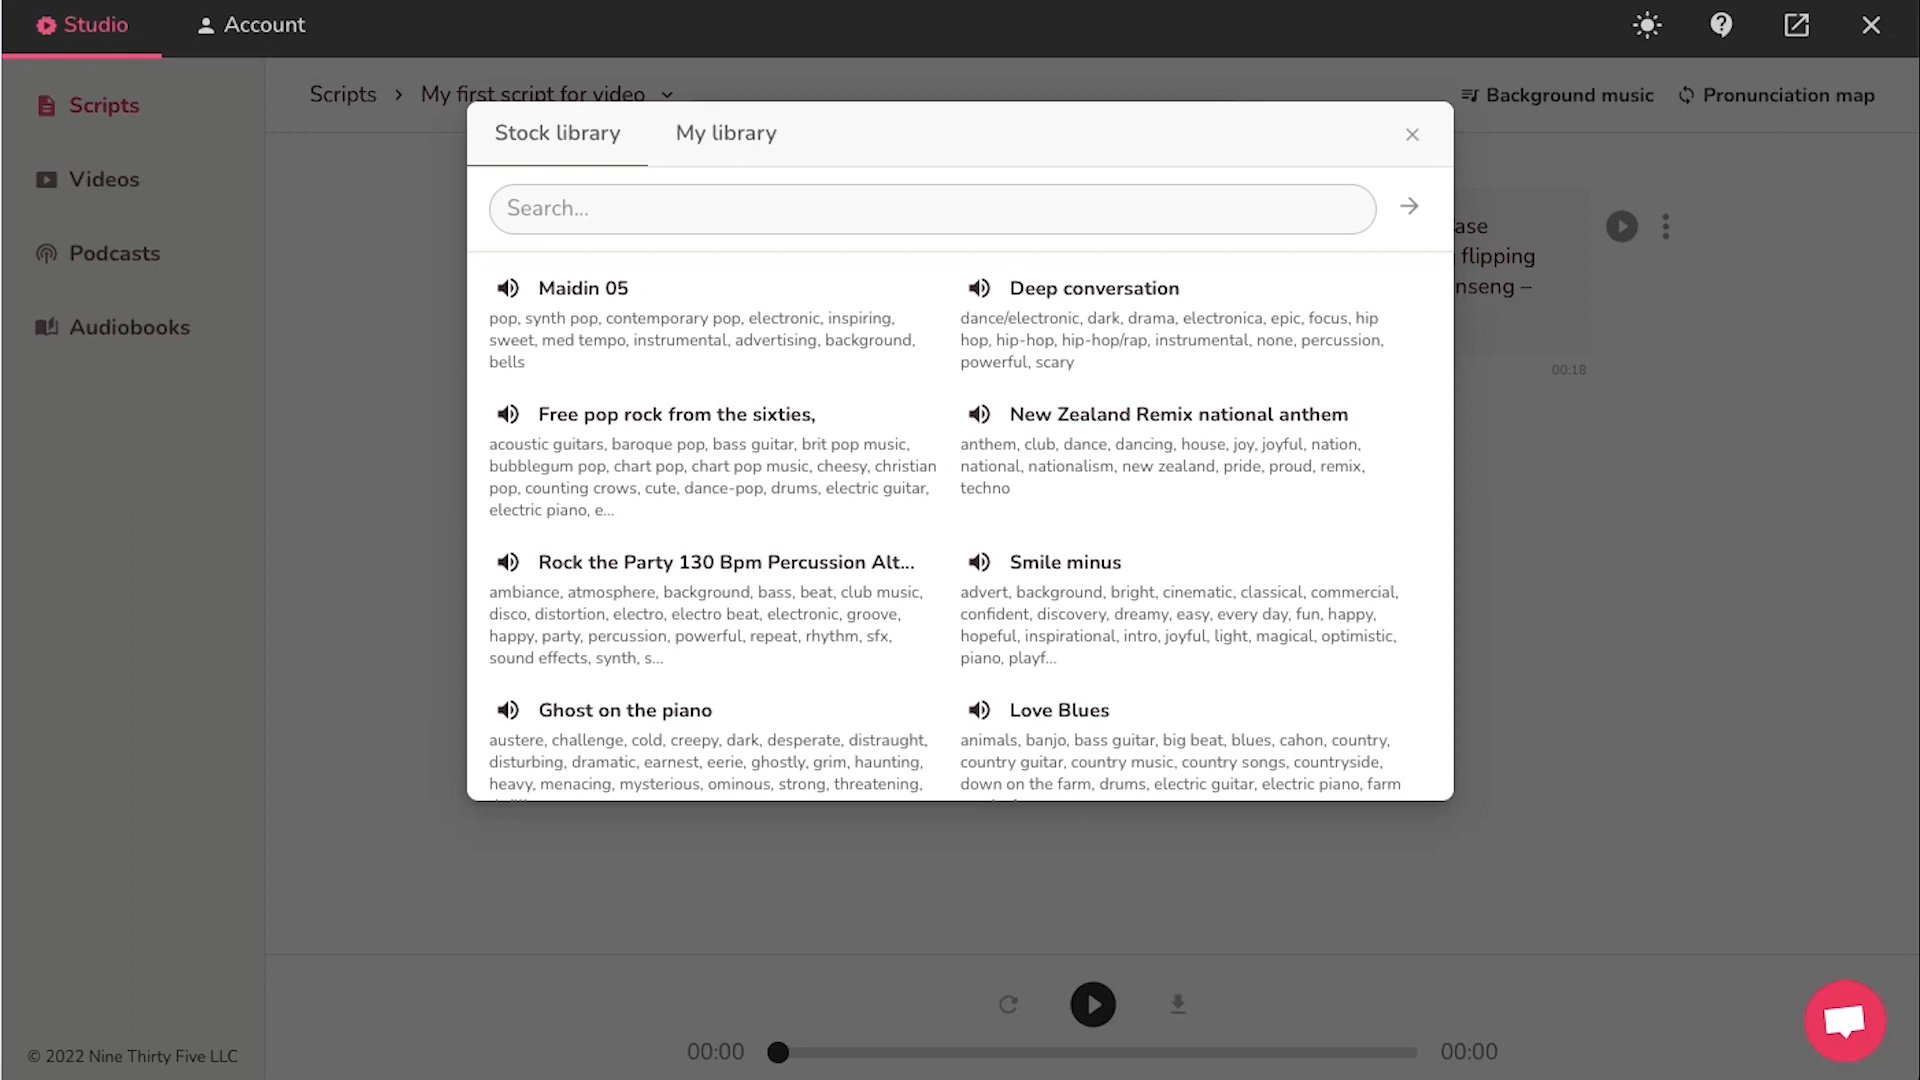 Studio
Account
Scripts
Videos
Podcasts
Audiobooks
© 2022 Nine Thirty Five LLC
Scripts > My first script for video
Background music
Pronunciation map
Stock library
My library
Search...
Maidin 05
pop, synth pop, contemporary pop, electronic, inspiring,
sweet, med tempo, instrumental, advertising, background,
bells
Deep conversation
dance/electronic, dark, drama, electronica, epic, focus, hip
hop, hip-hop, hip-hop/rap, instrumental, none, percussion,
powerful, scary
Free pop rock from the sixties,
acoustic guitars, baroque pop, bass guitar, brit pop music,
bubblegum pop, chart pop, chart pop music, cheesy, christian
pop, counting crows, cute, dance-pop, drums, electric guitar,
electric piano, e...
New Zealand Remix national anthem
anthem, club, dance, dancing, house, joy, joyful, nation,
national, nationalism, new zealand, pride, proud, remix,
techno
Rock the Party 130 Bpm Percussion Alt...
ambiance, atmosphere, background, bass, beat, club music,
disco, distortion, electro, electro beat, electronic, groove,
happy, party, percussion, powerful, repeat, rhythm, sfx,
sound effects, synth, s...
Smile minus
advert, background, bright, cinematic, classical, commercial,
confident, discovery, dreamy, easy, every day, fun, happy,
hopeful, inspirational, intro, joyful, light, magical, optimistic,
piano, playf...
Ghost on the piano
austere, challenge, cold, creepy, dark, desperate, distraught,
disturbing, dramatic, earnest, eerie, ghostly, grim, haunting,
heavy, menacing, mysterious, ominous, strong, threatening,
Love Blues
animals, banjo, bass guitar, big beat, blues, cahon, country,
country guitar, country music, country songs, countryside,
down on the farm, drums, electric guitar, electric piano, farm
ase
flipping
nseng –
00:18
00:00
00:00